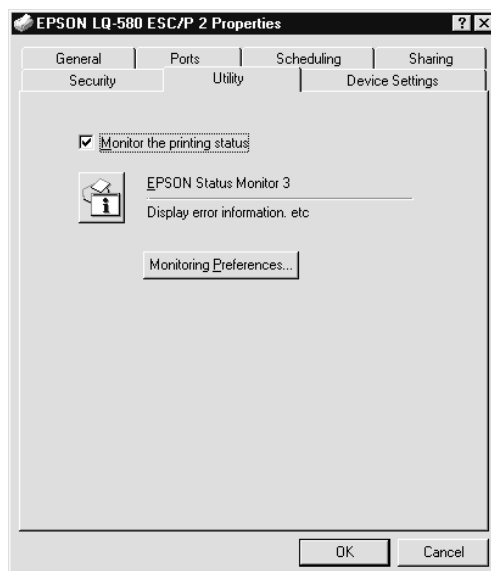 EPSON LQ-580 ESC/P 2 Properties
General Ports Scheduling Sharing
Security Utility Device Settings
Monitor the printing status
EPSON Status Monitor 3
Display error information. etc
Monitoring Preferences...
OK Cancel